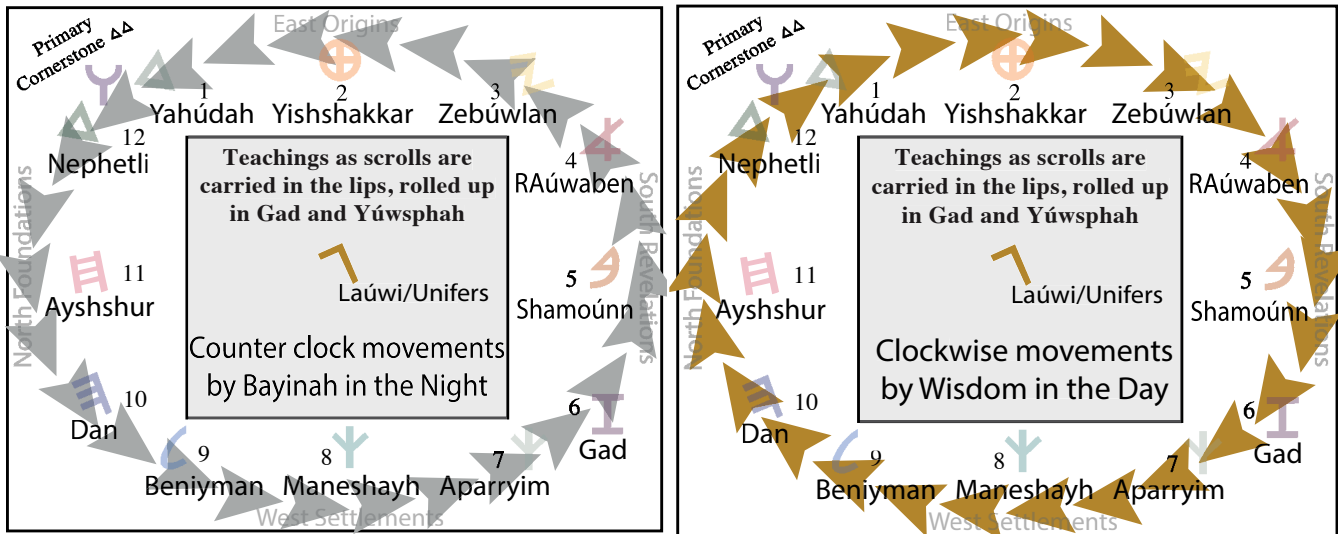 East Origins
Primary
Cornerstone ΔΔ
1
Yahúdah
2
Yishshakkar
3
Zebúwlan
12
Nephetli
4
RAúwaben
Teachings as scrolls are
carried in the lips, rolled up
in Gad and Yúwsphah
North Foundations
South Revelations
11
Ayshshur
Laúwi/Unifers
5
Shamoúnn
Counter clock movements
by Bayinah in the Night
10
Dan
6
Gad
9
Beniyman
8
Maneshayh
7
Aparryim
West Settlements
East Origins
Primary
Cornerstone ΔΔ
1
Yahúdah
2
Yishshakkar
3
Zebúwlan
12
Nephetli
4
RAúwaben
Teachings as scrolls are
carried in the lips, rolled up
in Gad and Yúwsphah
North Foundations
South Revelations
11
Ayshshur
Laúwi/Unifers
5
Shamoúnn
Clockwise movements
by Wisdom in the Day
10
Dan
6
Gad
9
Beniyman
8
Maneshayh
7
Aparryim
West Settlements